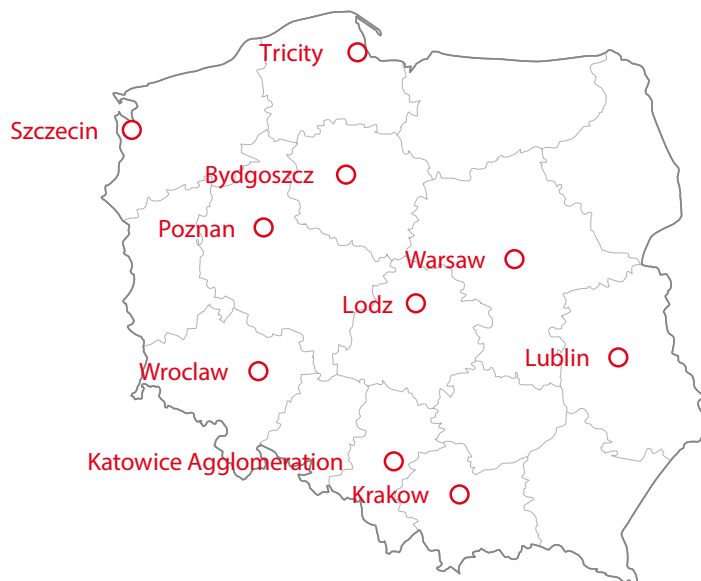 Tricity
Szczecin
Bydgoszcz
Poznan
Warsaw
Lodz
Lublin
Wroclaw
Katowice Agglomeration
Krakow